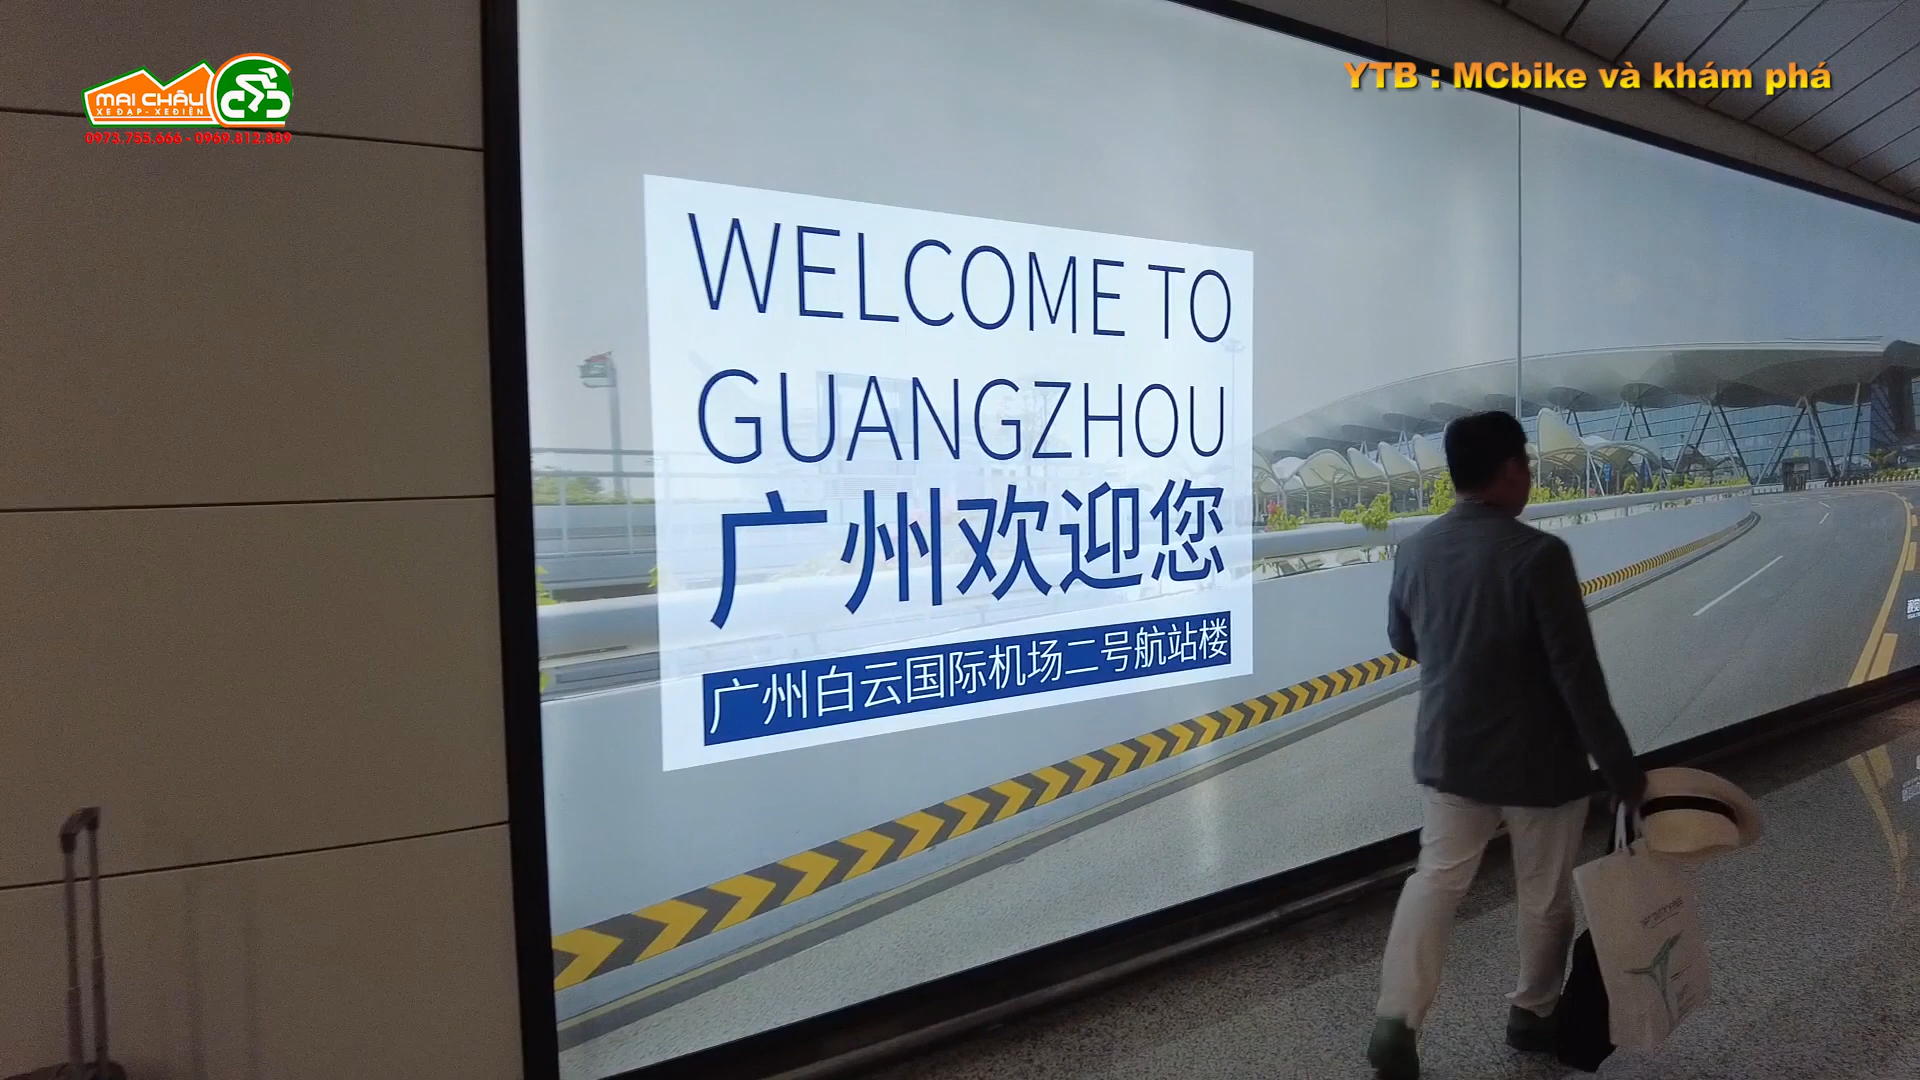 MAI CHÂU
XE ĐẠP - XE ĐIỆN
0973.755.666 - 0969.812.889
YTB : MCbike và khám phá
WELCOME TO
GUANGZHOU
广州欢迎您
广州白云国际机场二号航站楼